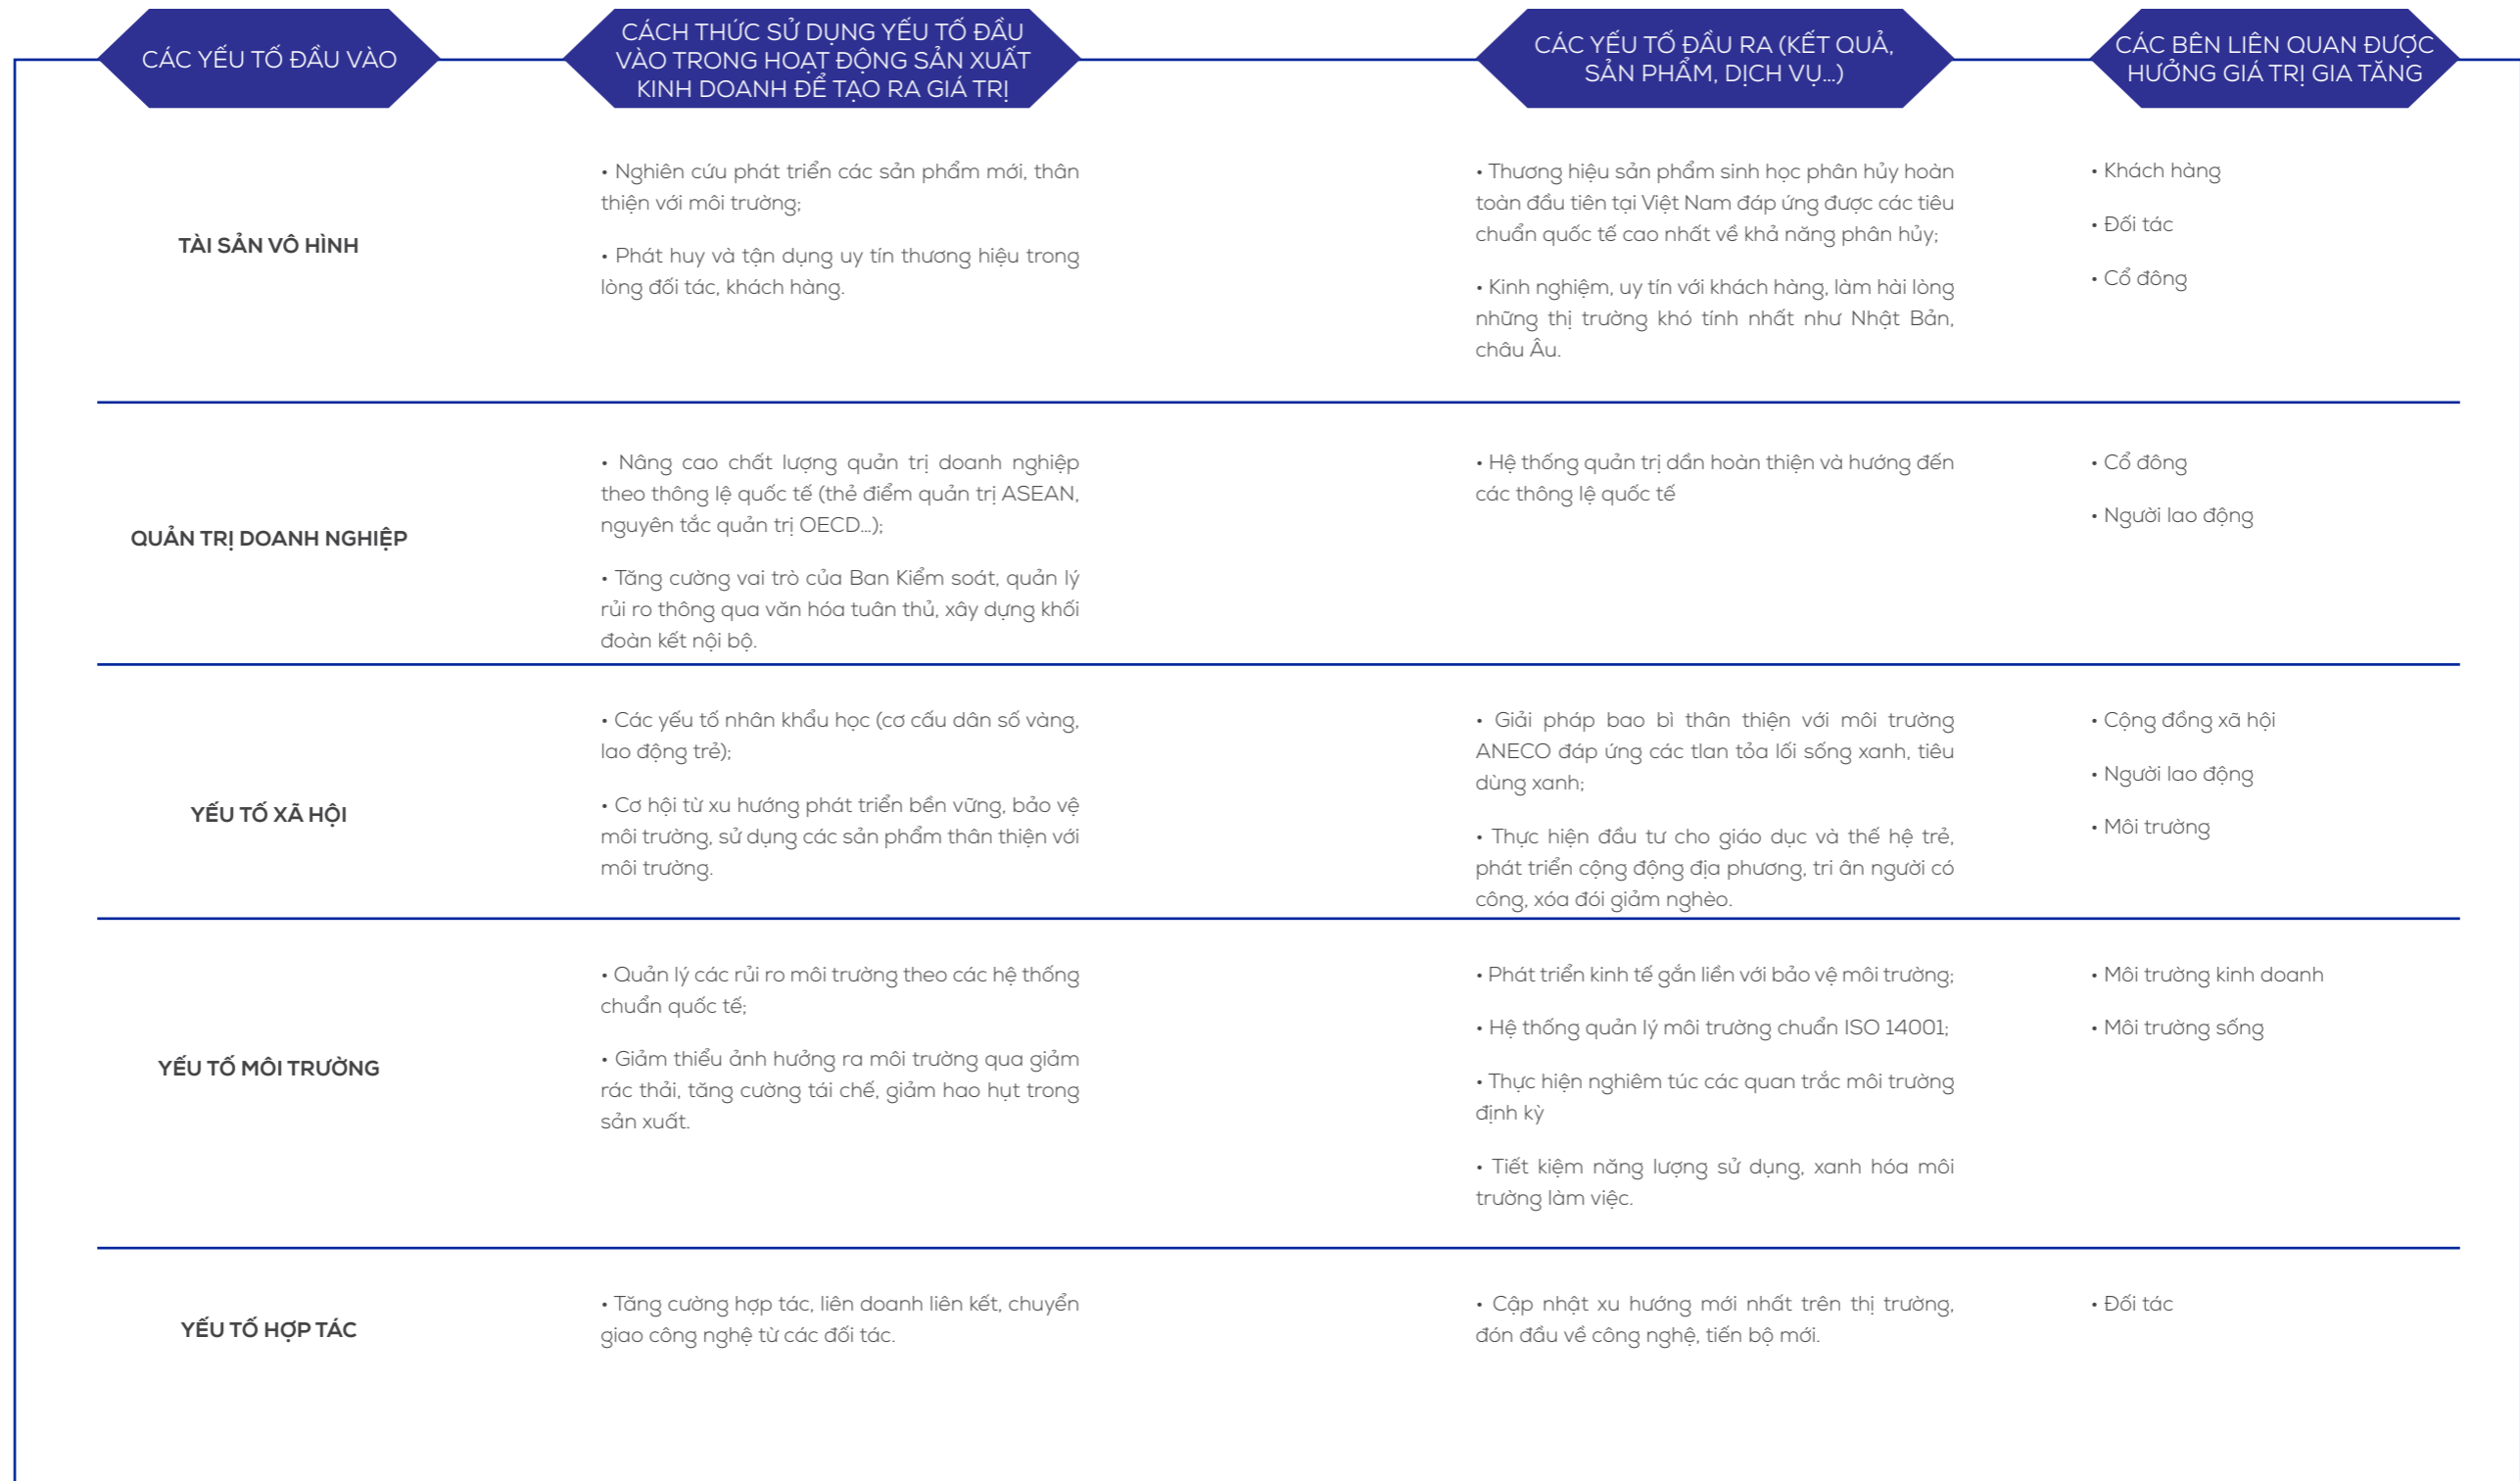 CÁC YẾU TỐ ĐẦU VÀO
CÁCH THỨC SỬ DỤNG YẾU TỐ ĐẦU
VÀO TRONG HOẠT ĐỘNG SẢN XUẤT
KINH DOANH ĐỂ TẠO RA GIÁ TRỊ
CÁC YẾU TỐ ĐẦU RA (KẾT QUẢ,
SẢN PHẨM, DỊCH VỤ...)
CÁC BÊN LIÊN QUAN ĐƯỢC
HƯỞNG GIÁ TRỊ GIA TĂNG
TÀI SẢN VÔ HÌNH
• Nghiên cứu phát triển các sản phẩm mới, thân
thiện với môi trường;
• Phát huy và tận dụng uy tín thương hiệu trong
lòng đối tác, khách hàng.
• Thương hiệu sản phẩm sinh học phân hủy hoàn
toàn đầu tiên tại Việt Nam đáp ứng được các tiêu
chuẩn quốc tế cao nhất về khả năng phân hủy;
• Kinh nghiệm, uy tín với khách hàng, làm hài lòng
những thị trường khó tính nhất như Nhật Bản,
châu Âu.
• Khách hàng
• Đối tác
• Cổ đông
QUẢN TRỊ DOANH NGHIỆP
• Nâng cao chất lượng quản trị doanh nghiệp
theo thông lệ quốc tế (thẻ điểm quản trị ASEAN,
nguyên tắc quản trị OECD...);
• Tăng cường vai trò của Ban Kiểm soát, quản lý
rủi ro thông qua văn hóa tuân thủ, xây dựng khối
đoàn kết nội bộ.
• Hệ thống quản trị dần hoàn thiện và hướng đến
các thông lệ quốc tế
• Cổ đông
• Người lao động
YẾU TỐ XÃ HỘI
• Các yếu tố nhân khẩu học (cơ cấu dân số vàng,
lao động trẻ);
• Cơ hội từ xu hướng phát triển bền vững, bảo vệ
môi trường, sử dụng các sản phẩm thân thiện với
môi trường.
• Giải pháp bao bì thân thiện với môi trường
ANECO đáp ứng các tlan tỏa lối sống xanh, tiêu
dùng xanh;
• Thực hiện đầu tư cho giáo dục và thế hệ trẻ,
phát triển cộng động địa phương, tri ân người có
công, xóa đói giảm nghèo.
• Cộng đồng xã hội
• Người lao động
• Môi trường
YẾU TỐ MÔI TRƯỜNG
• Quản lý các rủi ro môi trường theo các hệ thống
chuẩn quốc tế;
• Giảm thiểu ảnh hưởng ra môi trường qua giảm
rác thải, tăng cường tái chế, giảm hao hụt trong
sản xuất.
• Phát triển kinh tế gắn liền với bảo vệ môi trường;
• Hệ thống quản lý môi trường chuẩn ISO 14001;
• Thực hiện nghiêm túc các quan trắc môi trường
định kỳ
• Tiết kiệm năng lượng sử dụng, xanh hóa môi
trường làm việc.
• Môi trường kinh doanh
• Môi trường sống
YẾU TỐ HỢP TÁC
• Tăng cường hợp tác, liên doanh liên kết, chuyển
giao công nghệ từ các đối tác.
• Cập nhật xu hướng mới nhất trên thị trường,
đón đầu về công nghệ, tiến bộ mới.
• Đối tác